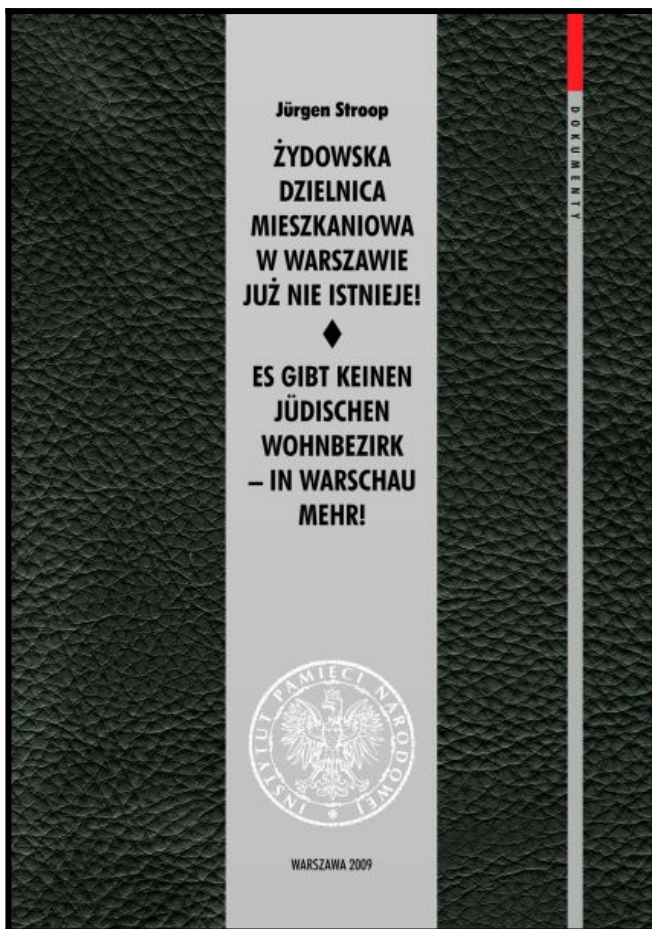 Jürgen Stroop
ŻYDOWSKA
DZIELNICA
MIESZKANIOWA
W WARSZAWIE
JUŻ NIE ISTNIEJE!
ES GIBT KEINEN
JÜDISCHEN
WOHNBEZIRK
– IN WARSCHAU
MEHR!
INSTYTUT PAMIĘCI NARODOWEJ
WARSZAWA 2009
DOKUMENTY